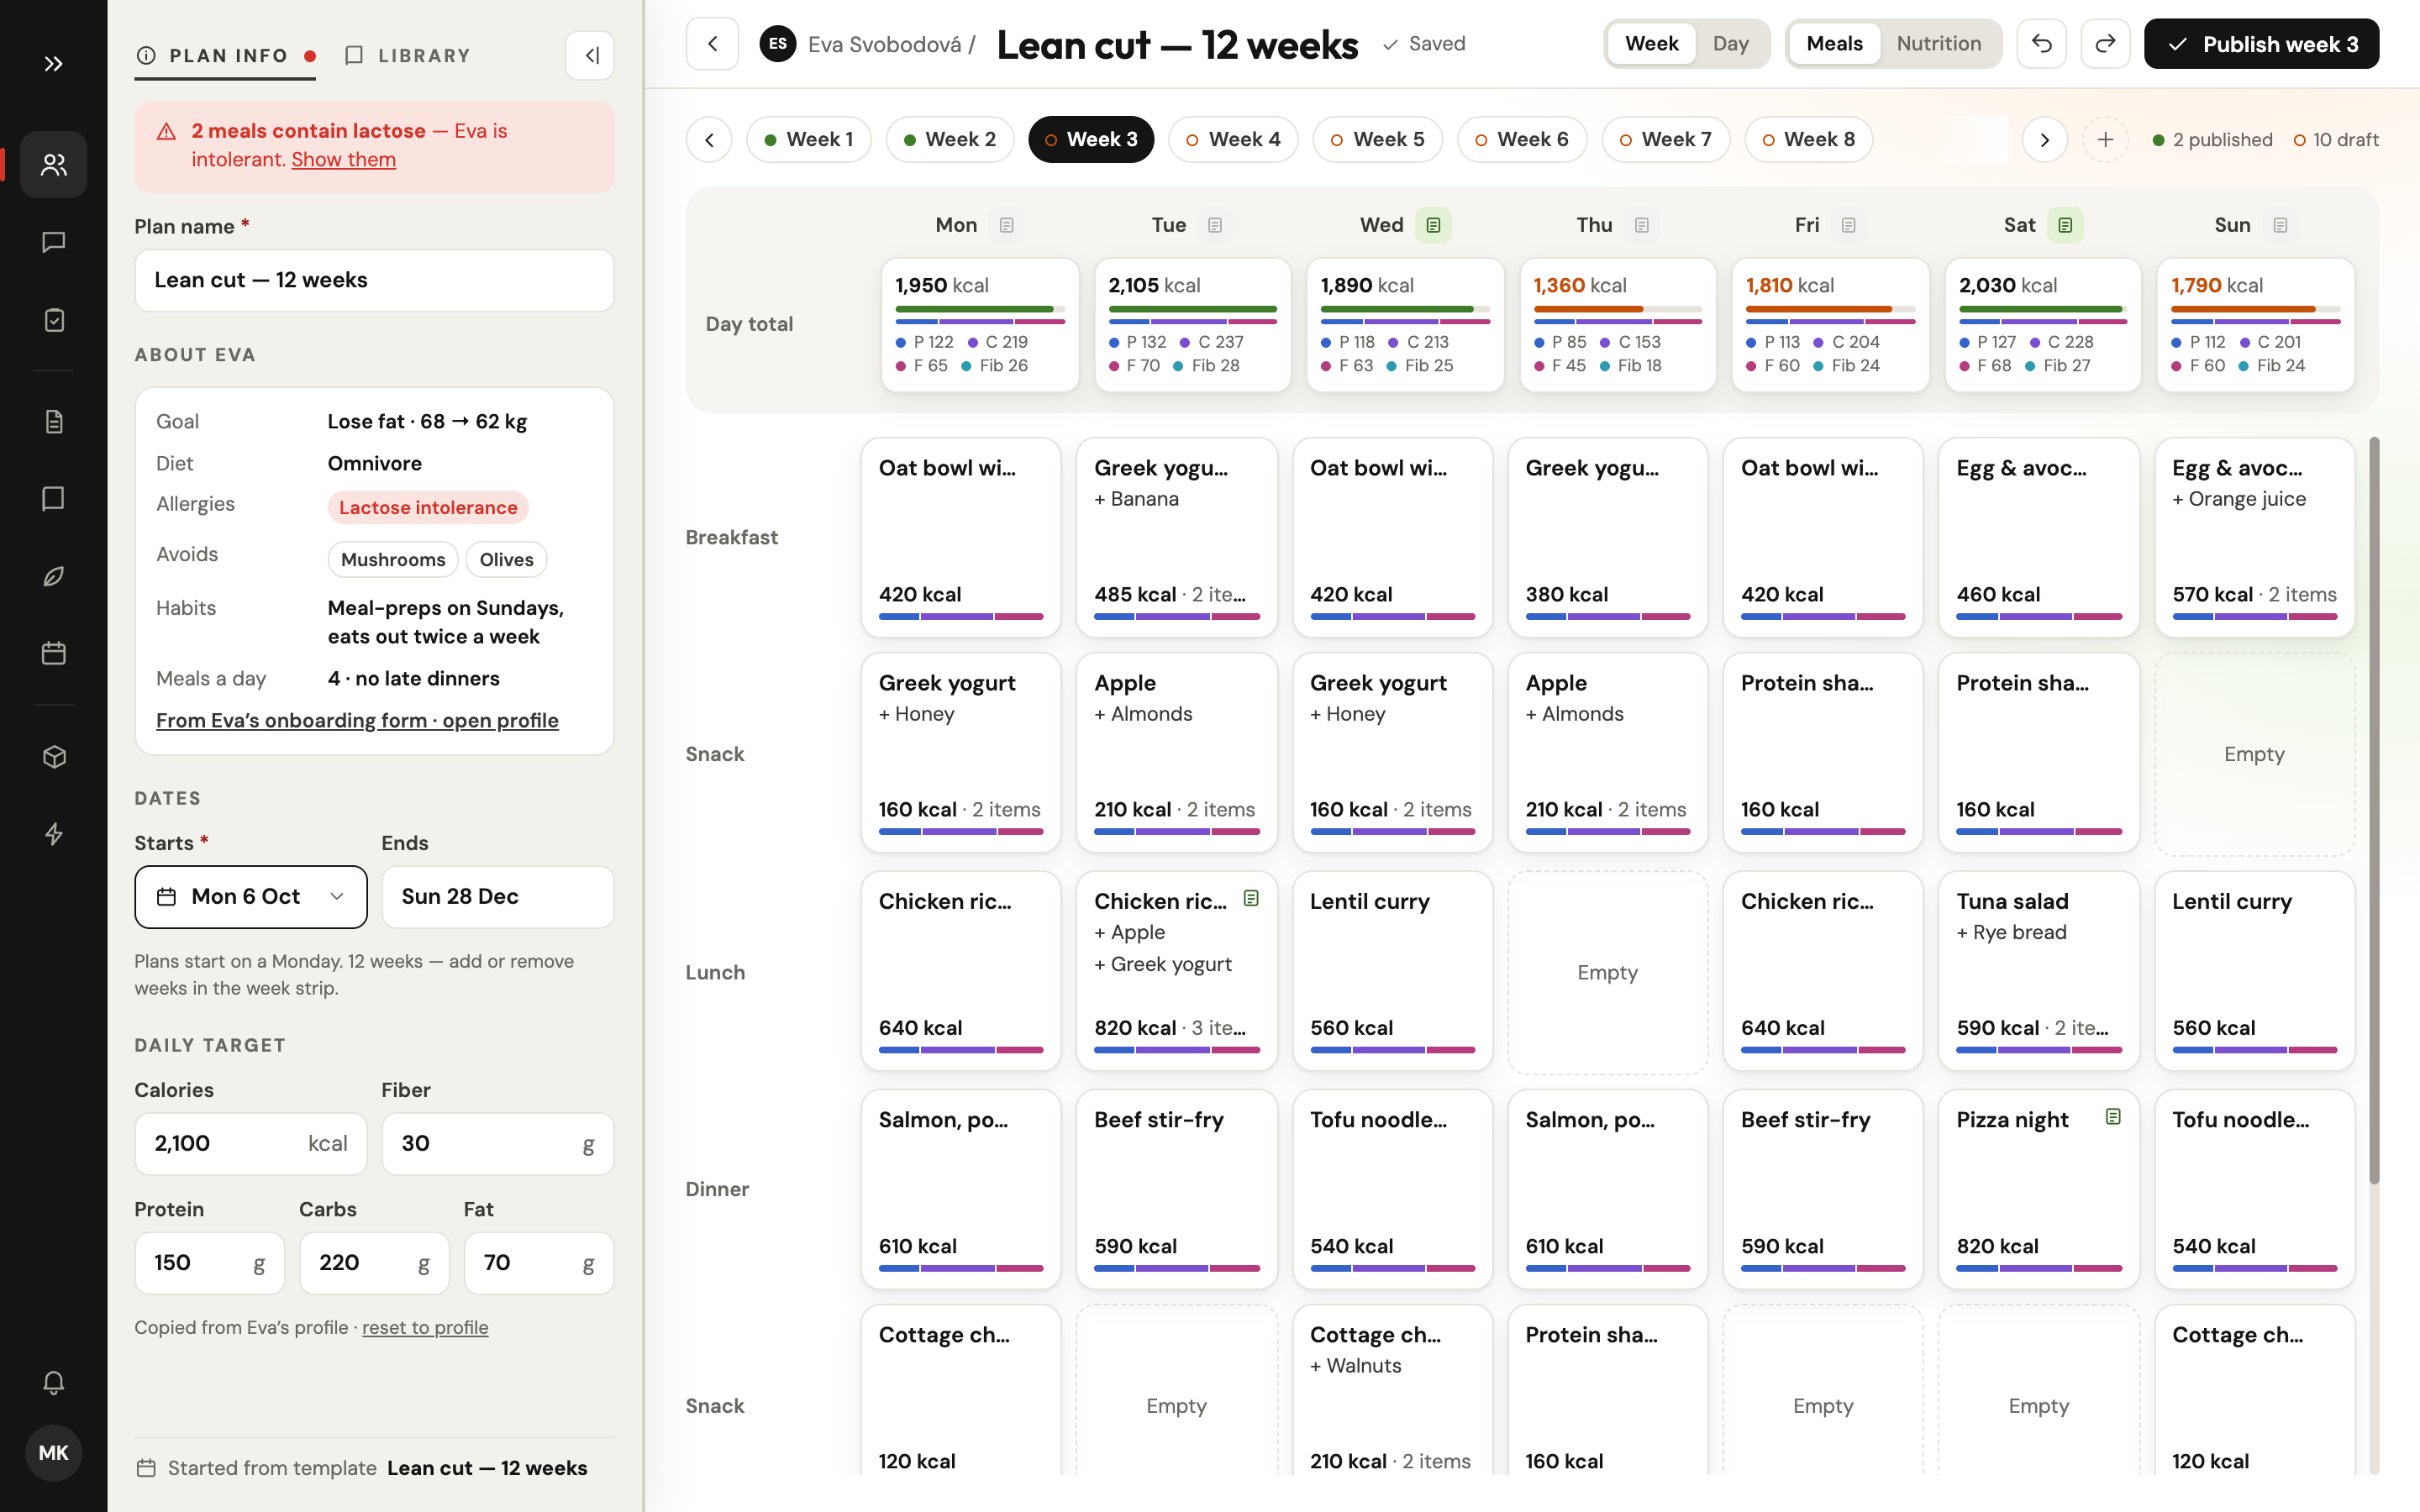 PLAN INFO
LIBRARY
2 meals contain lactose — Eva is
intolerant. Show them
Plan name *
Lean cut — 12 weeks
ABOUT EVA
Goal
Lose fat · 68 → 62 kg
Diet
Omnivore
Allergies
Lactose intolerance
Avoids
Mushrooms
Olives
Habits
Meal-preps on Sundays,
eats out twice a week
Meals a day
4 · no late dinners
From Eva’s onboarding form · open profile
DATES
Starts *
Ends
Mon 6 Oct
Sun 28 Dec
Plans start on a Monday. 12 weeks — add or remove
weeks in the week strip.
DAILY TARGET
Calories
Fiber
2,100 kcal
30 g
Protein
Carbs
Fat
150 g
220 g
70 g
Copied from Eva’s profile · reset to profile
Started from template Lean cut — 12 weeks
MK
ES
Eva Svobodová /
Lean cut — 12 weeks
Saved
Week
Day
Meals
Nutrition
Publish week 3
Week 1
Week 2
Week 3
Week 4
Week 5
Week 6
Week 7
Week 8
2 published
10 draft
Mon
Tue
Wed
Thu
Fri
Sat
Sun
Day total
1,950 kcal
P 122 C 219
F 65 Fib 26
2,105 kcal
P 132 C 237
F 70 Fib 28
1,890 kcal
P 118 C 213
F 63 Fib 25
1,360 kcal
P 85 C 153
F 45 Fib 18
1,810 kcal
P 113 C 204
F 60 Fib 24
2,030 kcal
P 127 C 228
F 68 Fib 27
1,790 kcal
P 112 C 201
F 60 Fib 24
Breakfast
Oat bowl wi...
420 kcal
Greek yogu...
+ Banana
485 kcal · 2 ite...
Oat bowl wi...
420 kcal
Greek yogu...
380 kcal
Oat bowl wi...
420 kcal
Egg & avoc...
460 kcal
Egg & avoc...
+ Orange juice
570 kcal · 2 items
Snack
Greek yogurt
+ Honey
160 kcal · 2 items
Apple
+ Almonds
210 kcal · 2 items
Greek yogurt
+ Honey
160 kcal · 2 items
Apple
+ Almonds
210 kcal · 2 items
Protein sha...
160 kcal
Protein sha...
160 kcal
Empty
Lunch
Chicken ric...
640 kcal
Chicken ric...
+ Apple
+ Greek yogurt
820 kcal · 3 ite...
Lentil curry
560 kcal
Empty
Chicken ric...
640 kcal
Tuna salad
+ Rye bread
590 kcal · 2 ite...
Lentil curry
560 kcal
Dinner
Salmon, po...
610 kcal
Beef stir-fry
590 kcal
Tofu noodle...
540 kcal
Salmon, po...
610 kcal
Beef stir-fry
590 kcal
Pizza night
820 kcal
Tofu noodle...
540 kcal
Snack
Cottage ch...
120 kcal
Empty
Cottage ch...
+ Walnuts
210 kcal · 2 items
Protein sha...
160 kcal
Empty
Empty
Cottage ch...
120 kcal